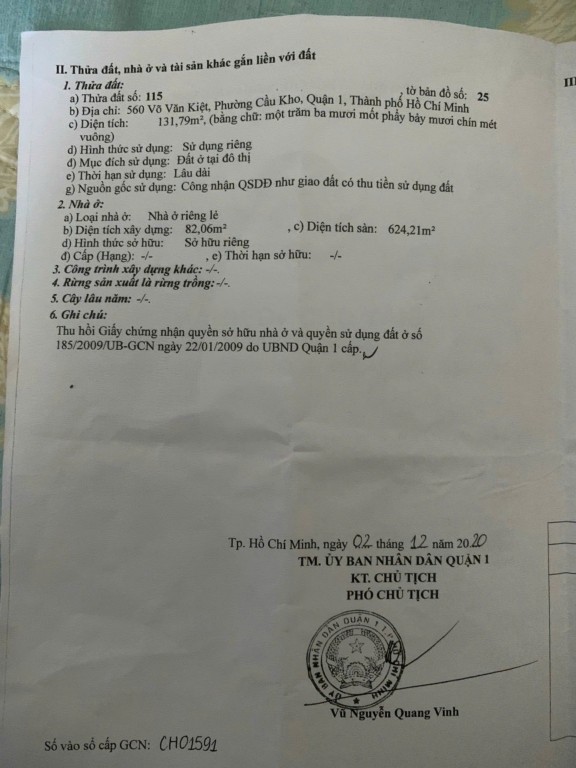 II. Thửa đất, nhà ở và tài sản khác gắn liền với đất
1. Thửa đất:
a) Thửa đất số: 115 , tờ bản đồ số: 25
b) Địa chỉ: 560 Võ Văn Kiệt, Phường Cầu Kho, Quận 1, Thành phố Hồ Chí Minh
c) Diện tích: 131,79m², (bằng chữ: một trăm ba mươi mốt phẩy bảy mươi chín mét
vuông)
d) Hình thức sử dụng: Sử dụng riêng
đ) Mục đích sử dụng: Đất ở tại đô thị
e) Thời hạn sử dụng: Lâu dài
g) Nguồn gốc sử dụng: Công nhận QSDĐ như giao đất có thu tiền sử dụng đất
2. Nhà ở:
a) Loại nhà ở: Nhà ở riêng lẻ
b) Diện tích xây dựng: 82,06m² , c) Diện tích sàn: 624,21m²
d) Hình thức sở hữu: Sở hữu riêng
đ) Cấp (Hạng): -/- , e) Thời hạn sở hữu: -/-
3. Công trình xây dựng khác: -/-.
4. Rừng sản xuất là rừng trồng: -/-.
5. Cây lâu năm: -/-.
6. Ghi chú:
Thu hồi Giấy chứng nhận quyền sở hữu nhà ở và quyền sử dụng đất ở số
185/2009/UB-GCN ngày 22/01/2009 do UBND Quận 1 cấp.
III
Tp. Hồ Chí Minh, ngày 02 tháng 12 năm 2020
TM. ỦY BAN NHÂN DÂN QUẬN 1
KT. CHỦ TỊCH
PHÓ CHỦ TỊCH
ỦY BAN NHÂN DÂN QUẬN 1 T.P HỒ CHÍ MINH
Vũ Nguyễn Quang Vinh
Số vào sổ cấp GCN: CH01591